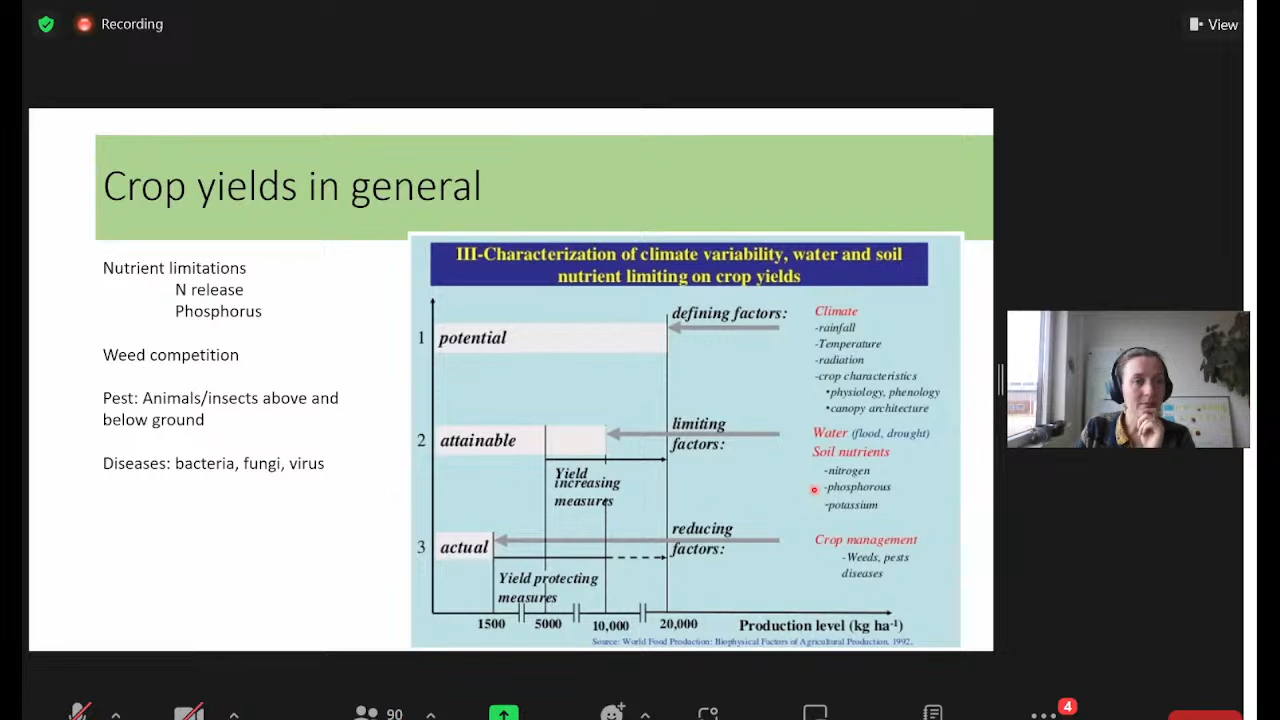 Recording
View
Crop yields in general
Nutrient limitations
N release
Phosphorus
Weed competition
Pest: Animals/insects above and
below ground
Diseases: bacteria, fungi, virus
III-Characterization of climate variability, water and soil
nutrient limiting on crop yields
1 potential
defining factors:
Climate
-rainfall
-Temperature
-radiation
-crop characteristics
•physiology, phenology
•canopy architecture
2 attainable
limiting
factors:
Water (flood, drought)
Soil nutrients
-nitrogen
-phosphorous
-potassium
Yield
increasing
measures
3 actual
reducing
factors:
Crop management
-Weeds, pests
diseases
Yield protecting
measures
1500 5000 10,000 20,000 Production level (kg ha-1)
Source: World Food Production: Biophysical Factors of Agricultural Production, 1992.
90
4